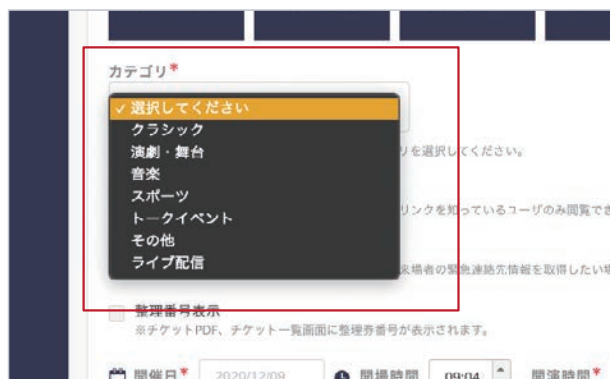 カテゴリ*
✓ 選択してください
クラシック
演劇・舞台
リを選択してください。
音楽
スポーツ
リンクを知っているユーザのみ閲覧でき
トークイベント
その他
ライブ配信
来場者の緊急連絡先情報を取得したい場
整理番号表示
※チケットPDF、チケット一覧画面に整理券番号が表示されます。
開催日* 2020/12/09 開場時間 09:04 開演時間*